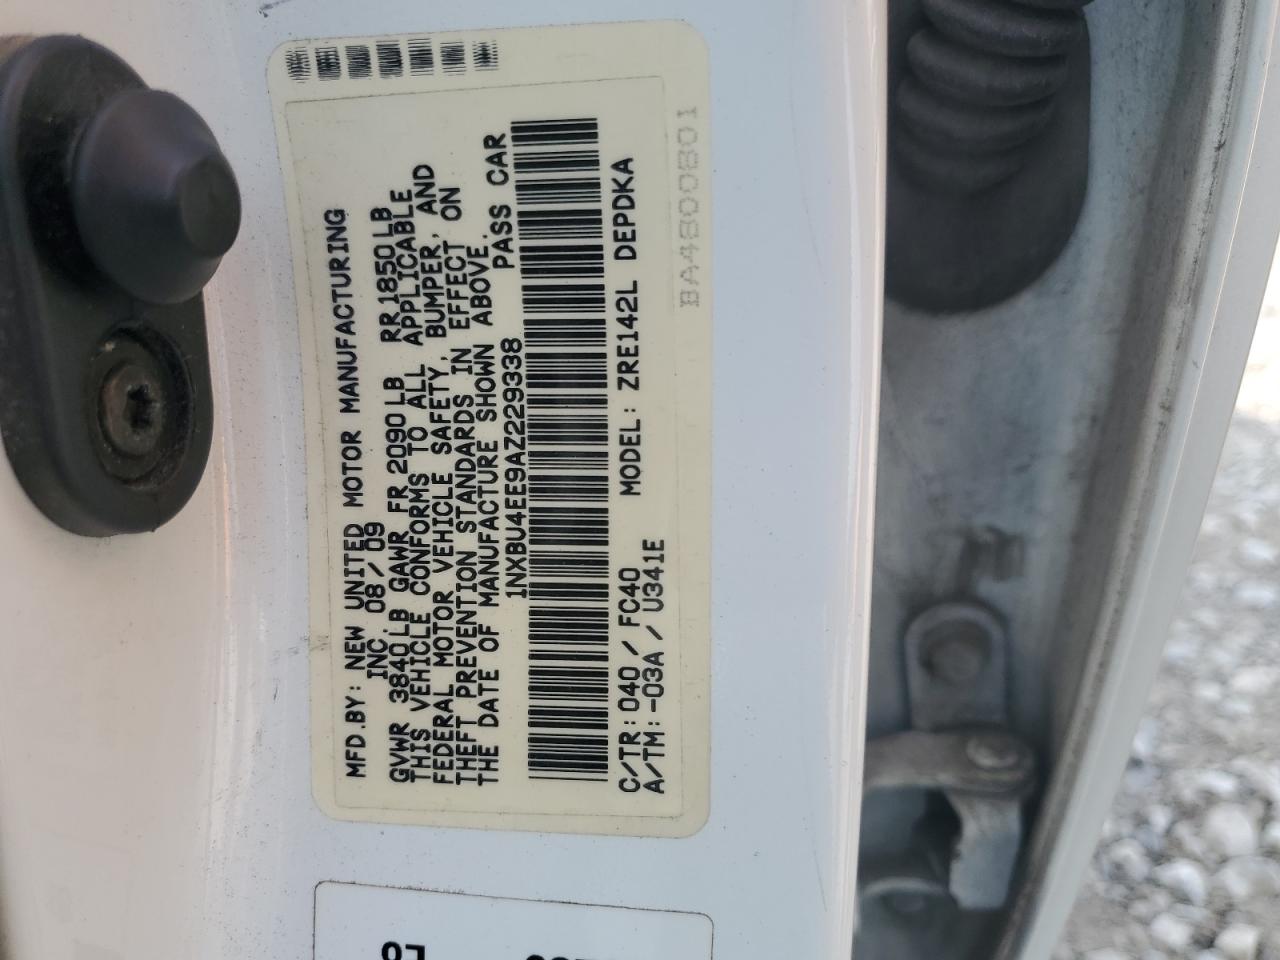 MFD.BY: NEW UNITED MOTOR MANUFACTURING
INC. 08/09
GVWR 3840LB GAWR FR 2090LB RR 1850LB
THIS VEHICLE CONFORMS TO ALL APPLICABLE
FEDERAL MOTOR VEHICLE SAFETY, BUMPER, AND
THEFT PREVENTION STANDARDS IN EFFECT ON
THE DATE OF MANUFACTURE SHOWN ABOVE.
1NXBU4EE9AZ229338 PASS CAR
C/TR: 040 / FC40 MODEL: ZRE142L DEPDKA
A/TM: -03A / U341E
BA4800801